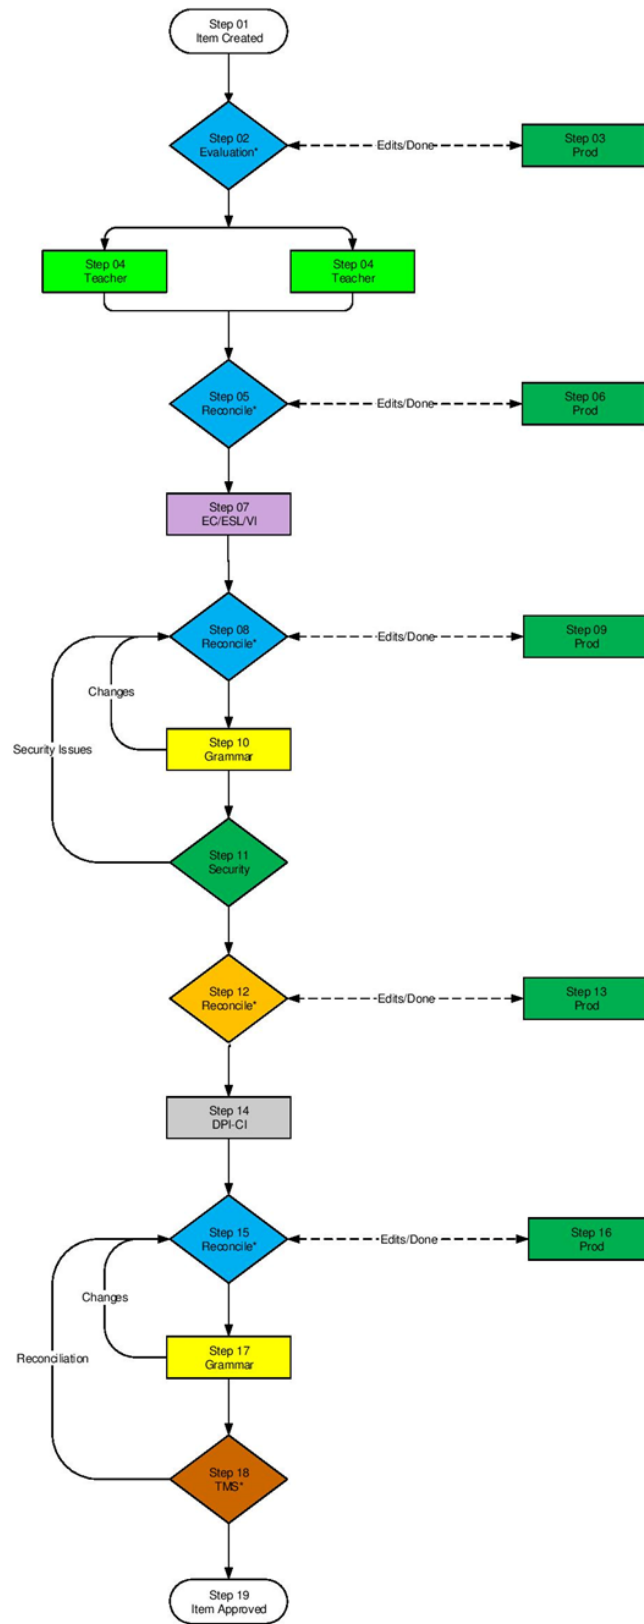 Step 01
Item Created
Step 02
Evaluation*
Edits/Done
Step 03
Prod
Step 04
Teacher
Step 04
Teacher
Step 05
Reconcile*
Edits/Done
Step 06
Prod
Step 07
EC/ESL/VI
Step 08
Reconcile*
Edits/Done
Step 09
Prod
Changes
Security Issues
Step 10
Grammar
Step 11
Security
Step 12
Reconcile*
Edits/Done
Step 13
Prod
Step 14
DPI-CI
Step 15
Reconcile*
Edits/Done
Step 16
Prod
Changes
Reconciliation
Step 17
Grammar
Step 18
TMS*
Step 19
Item Approved